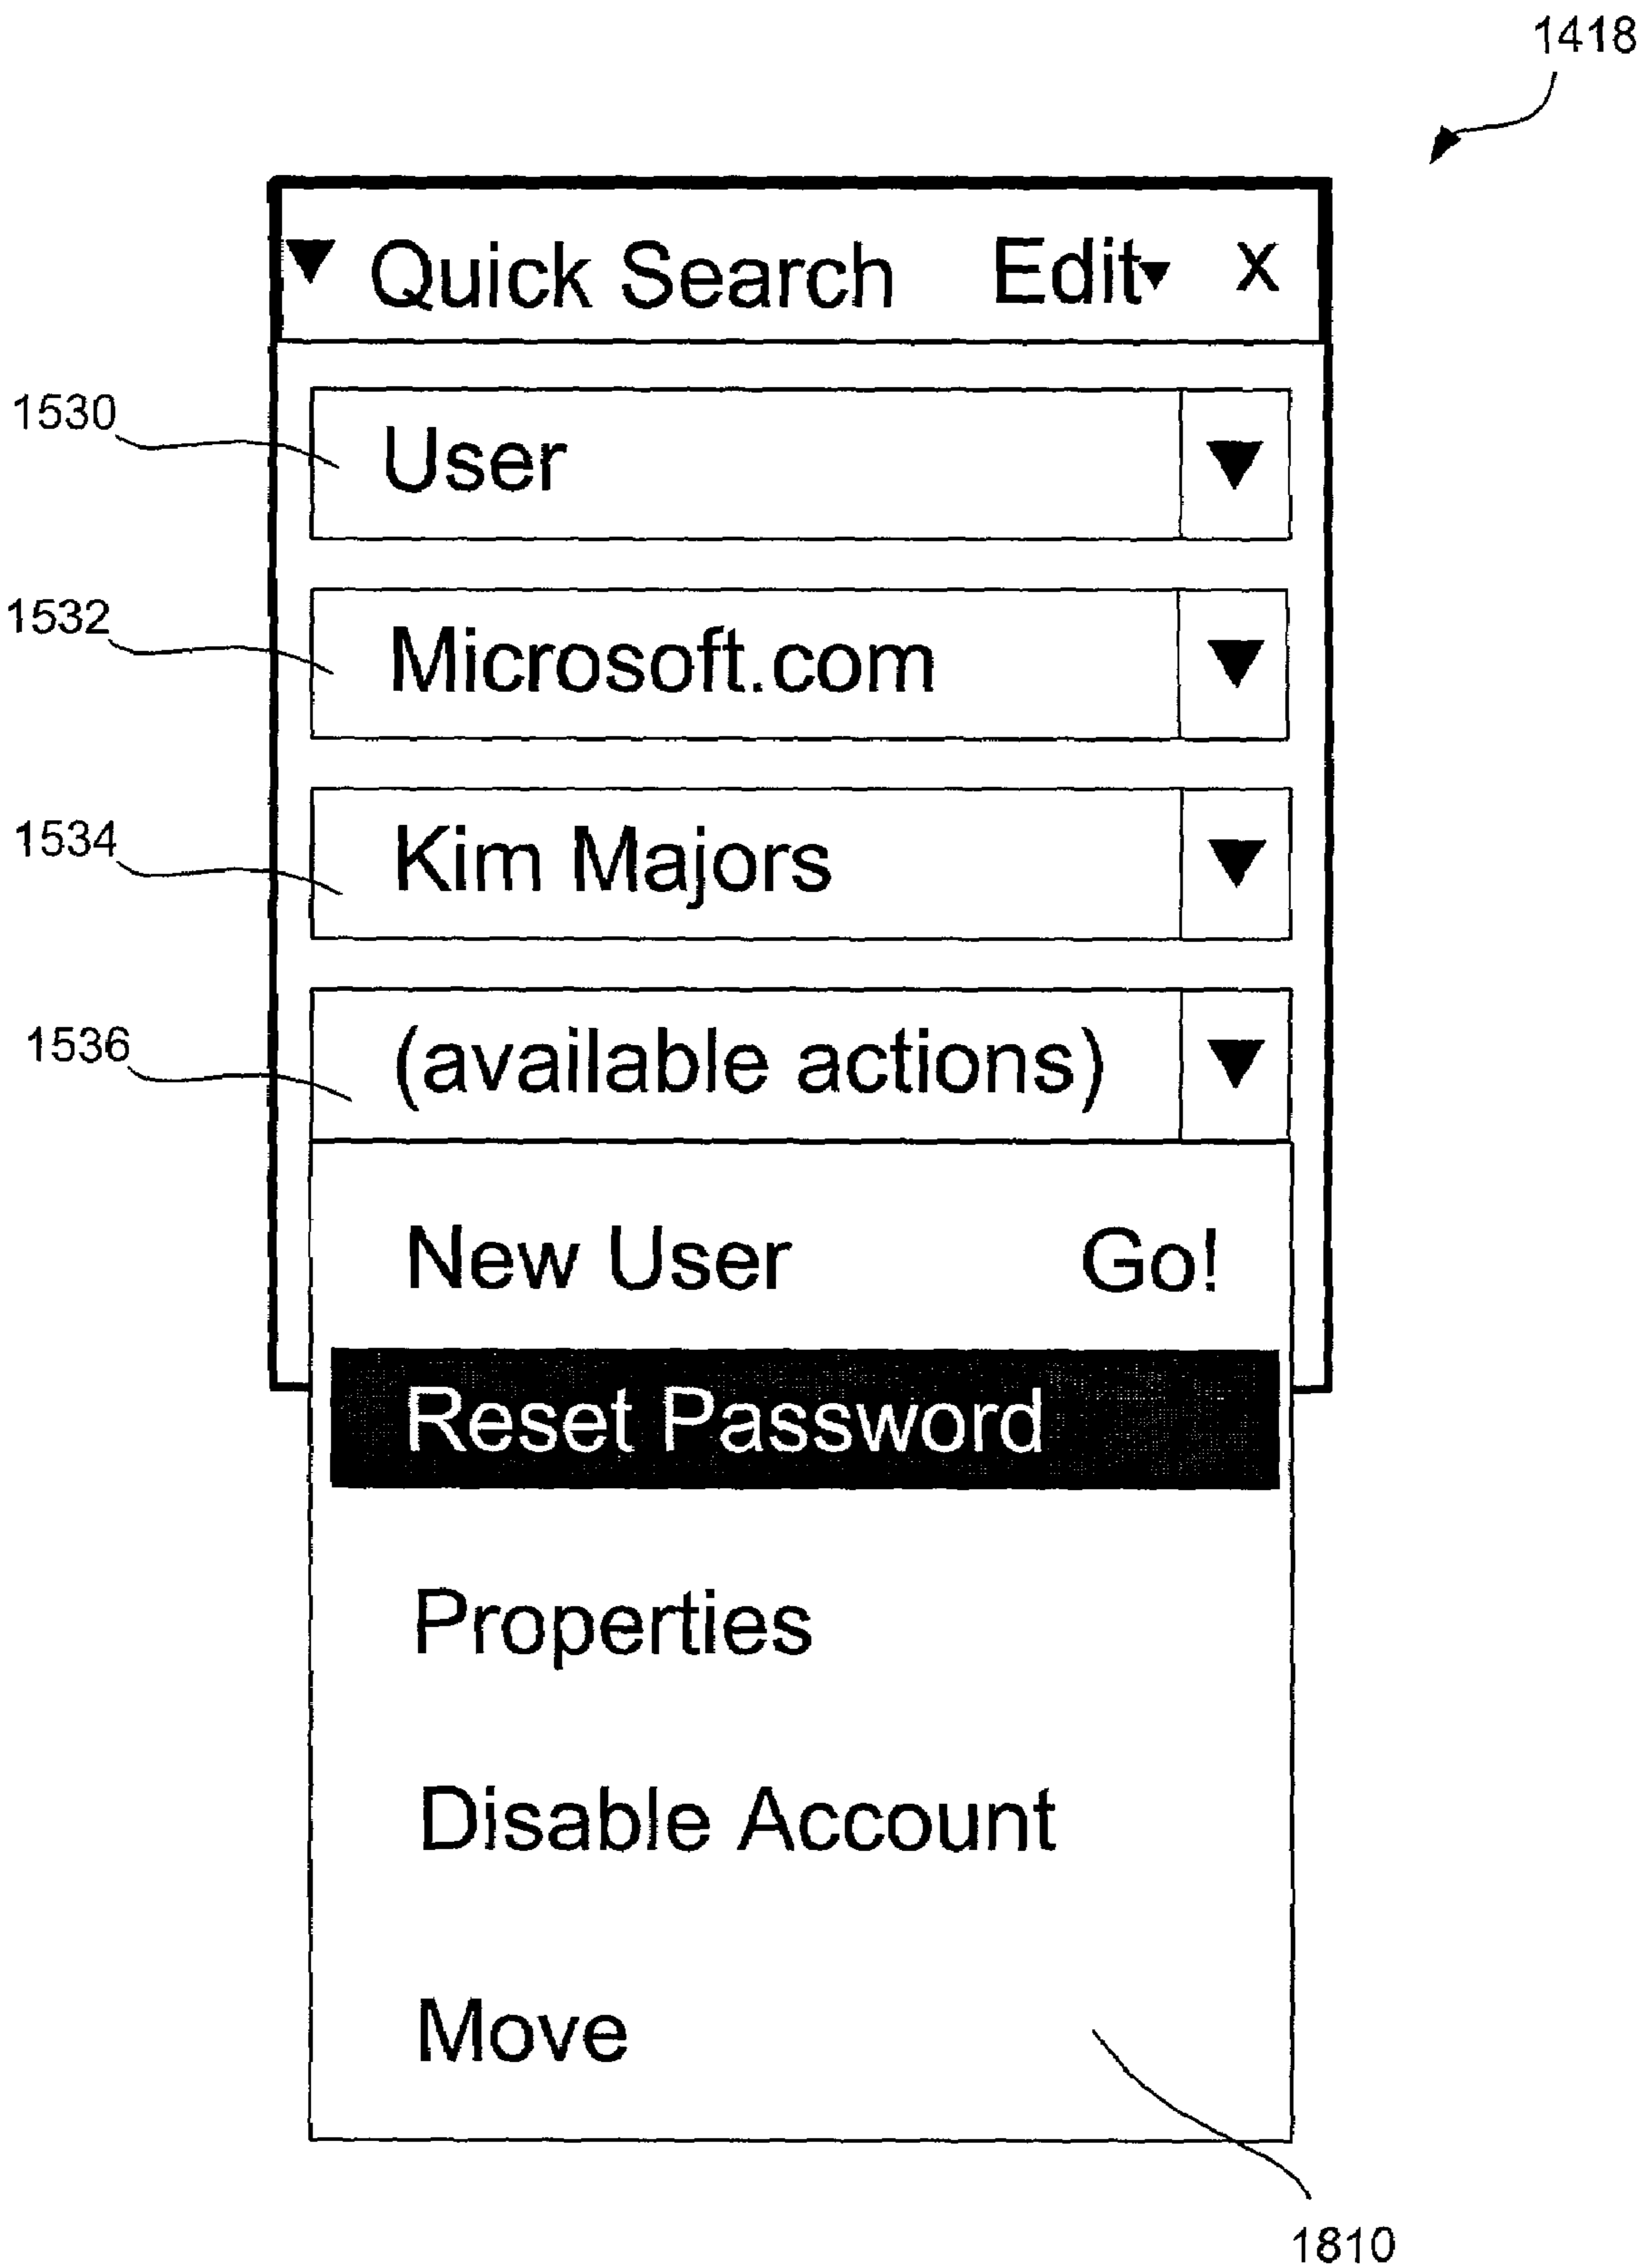 1418
▼ Quick Search Edit▾ x
1530
User ▼
1532
Microsoft.com ▼
1534
Kim Majors ▼
1536
(available actions) ▼
New User Go!
Reset Password
Properties
Disable Account
Move
1810